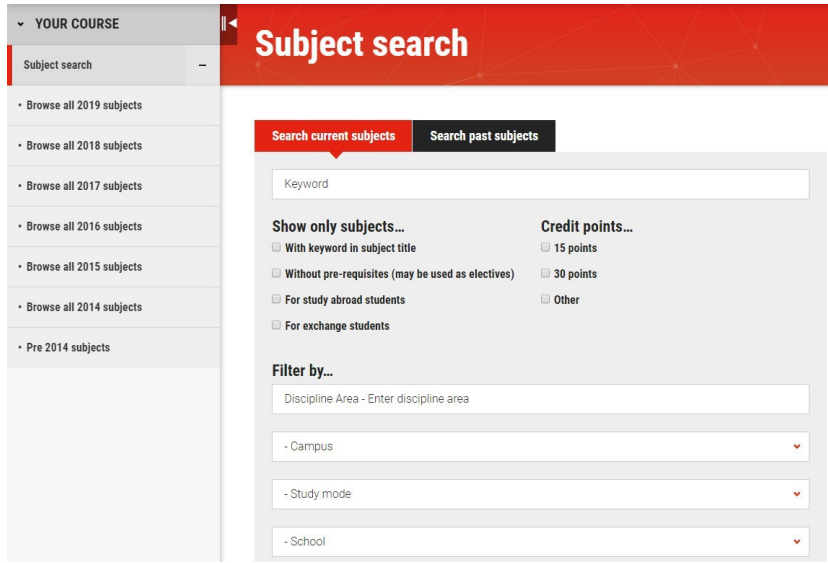 YOUR COURSE
Subject search
Browse all 2019 subjects
Browse all 2018 subjects
Browse all 2017 subjects
Browse all 2016 subjects
Browse all 2015 subjects
Browse all 2014 subjects
Pre 2014 subjects
Subject search
Search current subjects
Search past subjects
Keyword
Show only subjects...
With keyword in subject title
Without pre-requisites (may be used as electives)
For study abroad students
For exchange students
Credit points...
15 points
30 points
Other
Filter by...
Discipline Area - Enter discipline area
- Campus
- Study mode
- School